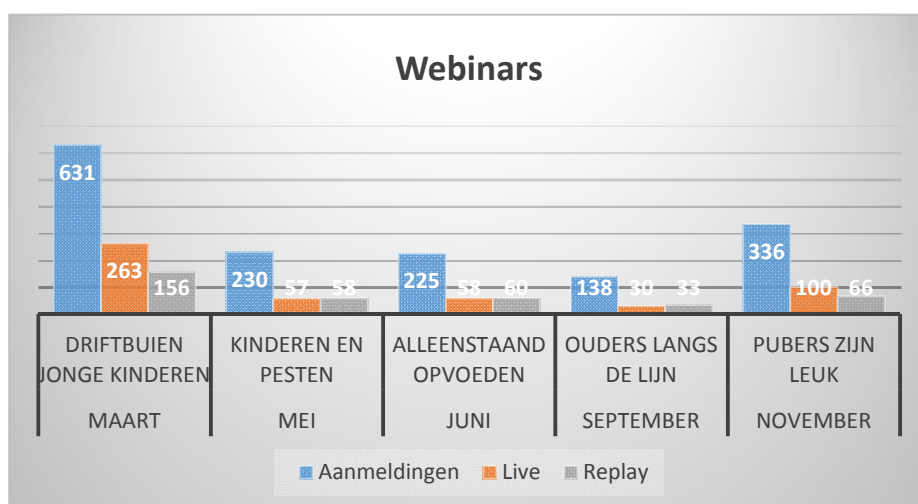 Webinars
631
263
156
230
57
58
225
58
60
138
30
33
336
100
66
DRIFTBUIEN
JONGE KINDEREN
KINDEREN EN
PESTEN
ALLEENSTAAND
OPVOEDEN
OUDERS LANGS
DE LIJN
PUBERS ZIJN
LEUK
MAART
MEI
JUNI
SEPTEMBER
NOVEMBER
Aanmeldingen
Live
Replay